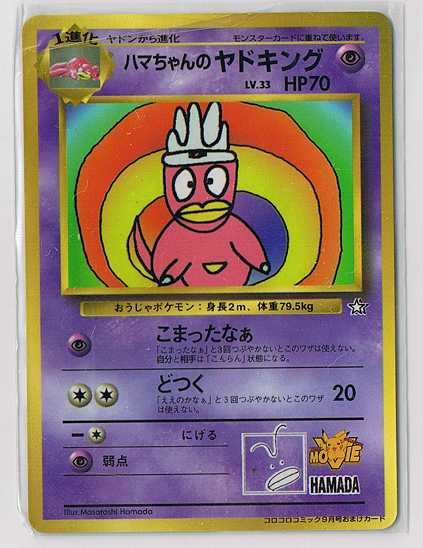 1進化 ヤドンから進化 モンスターカードに重ねて使います。
ハマちゃんのヤドキング
LV.33 HP70
おうじゃポケモン：身長2m、体重79.5kg
こまったなぁ
「こまったなぁ」と3回つぶやかないとこのワザは使えない。
自分と相手は「こんらん」状態になる。
どつく 20
「ええのかなぁ」と3回つぶやかないとこのワザ
は使えない。
にげる
弱点
MOVIE
HAMADA
Illus. Masatoshi Hamada
コロコロコミック9月号おまけカード